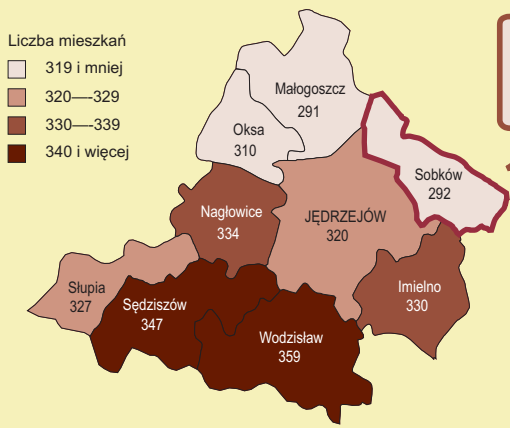 Liczba mieszkań
319 i mniej
320—-329
330—-339
340 i więcej
Małogoszcz
291
Oksa
310
Sobków
292
Nagłowice
334
JĘDRZEJÓW
320
Słupia
327
Sędziszów
347
Imielno
330
Wodzisław
359